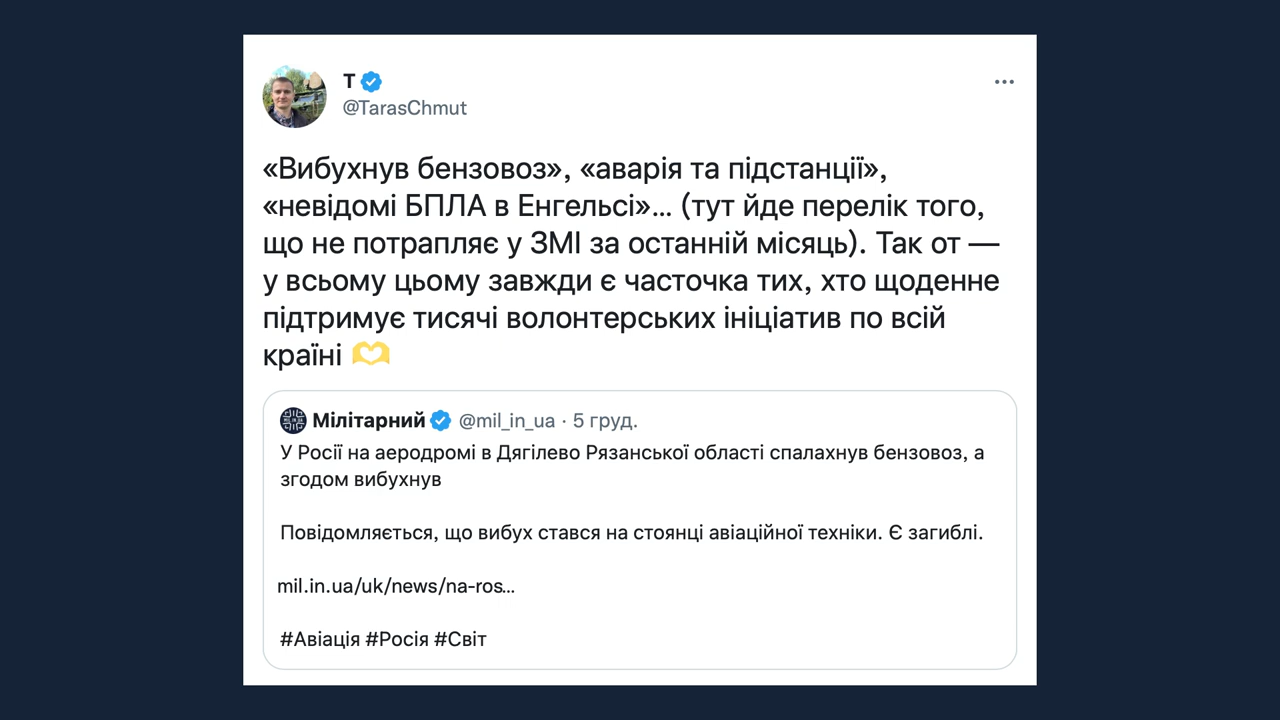 T
@TarasChmut
«Вибухнув бензовоз», «аварія та підстанції»,
«невідомі БПЛА в Енгельсі»... (тут йде перелік того,
що не потрапляє у ЗМІ за останній місяць). Так от —
у всьому цьому завжди є часточка тих, хто щоденне
підтримує тисячі волонтерських ініціатив по всій
країні 🫶
Мілітарний @mil_in_ua · 5 груд.
У Росії на аеродромі в Дягілево Рязанської області спалахнув бензовоз, а
згодом вибухнув
Повідомляється, що вибух стався на стоянці авіаційної техніки. Є загиблі.
mil.in.ua/uk/news/na-ros...
#Авіація #Росія #Світ